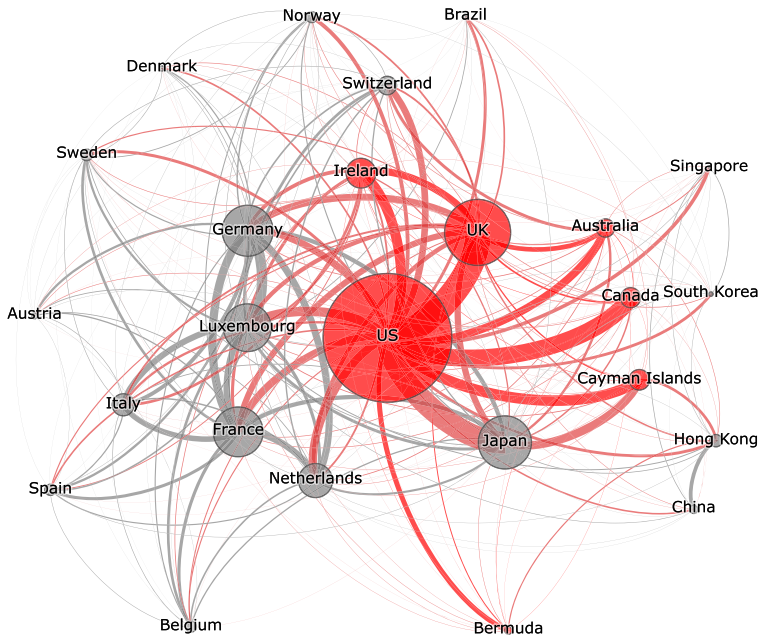 Norway
Brazil
Denmark
Switzerland
Sweden
Ireland
Singapore
Germany
UK
Australia
Canada
South Korea
Austria
Luxembourg
US
Cayman Islands
Italy
France
Japan
Hong Kong
Netherlands
Spain
China
Belgium
Bermuda